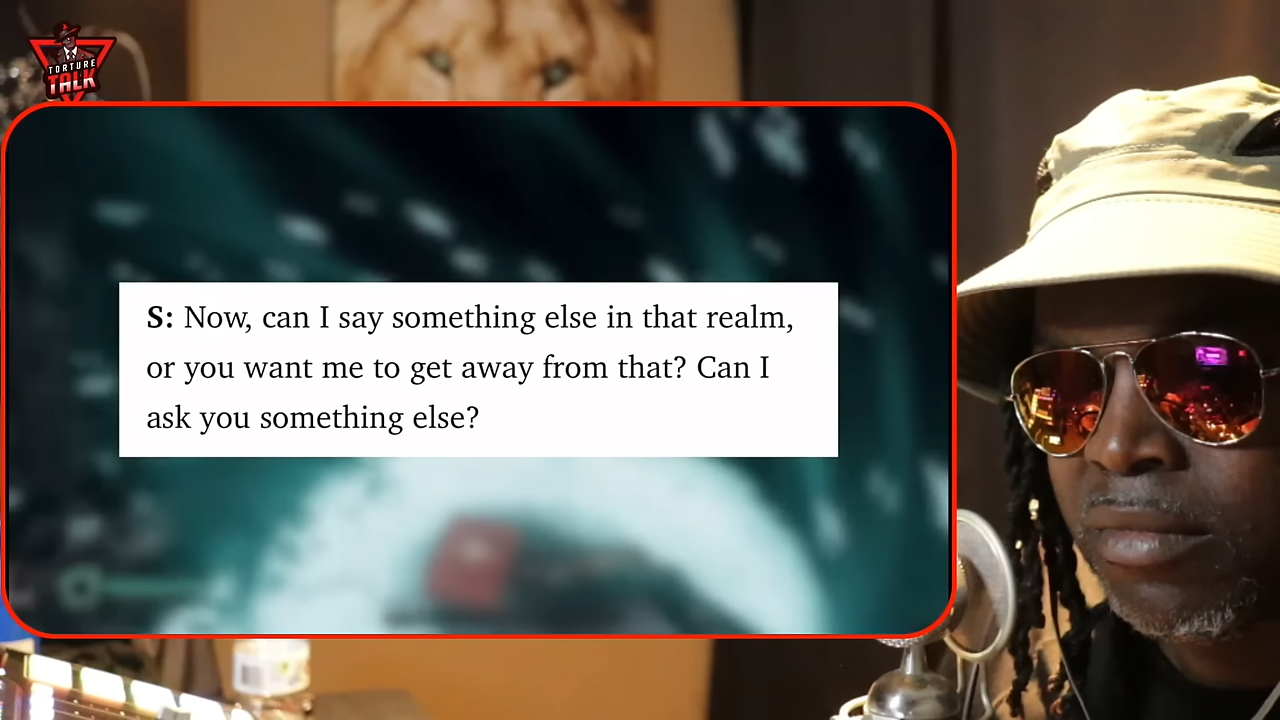 TORTURE
TALK
S: Now, can I say something else in that realm,
or you want me to get away from that? Can I
ask you something else?